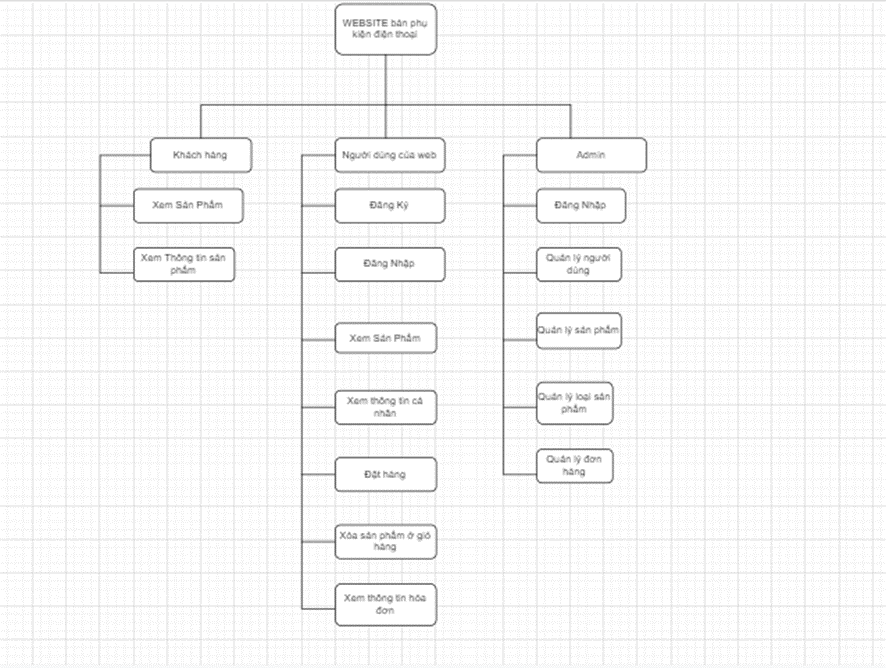 WEBSITE bán phụ
kiện điện thoại
Khách hàng
Xem Sản Phẩm
Xem Thông tin sản
phẩm
Người dùng của web
Đăng Ký
Đăng Nhập
Xem Sản Phẩm
Xem thông tin cá
nhân
Đặt hàng
Xóa sản phẩm ở giỏ
hàng
Xem thông tin hóa
đơn
Admin
Đăng Nhập
Quản lý người
dùng
Quản lý sản phẩm
Quản lý loại sản
phẩm
Quản lý đơn
hàng